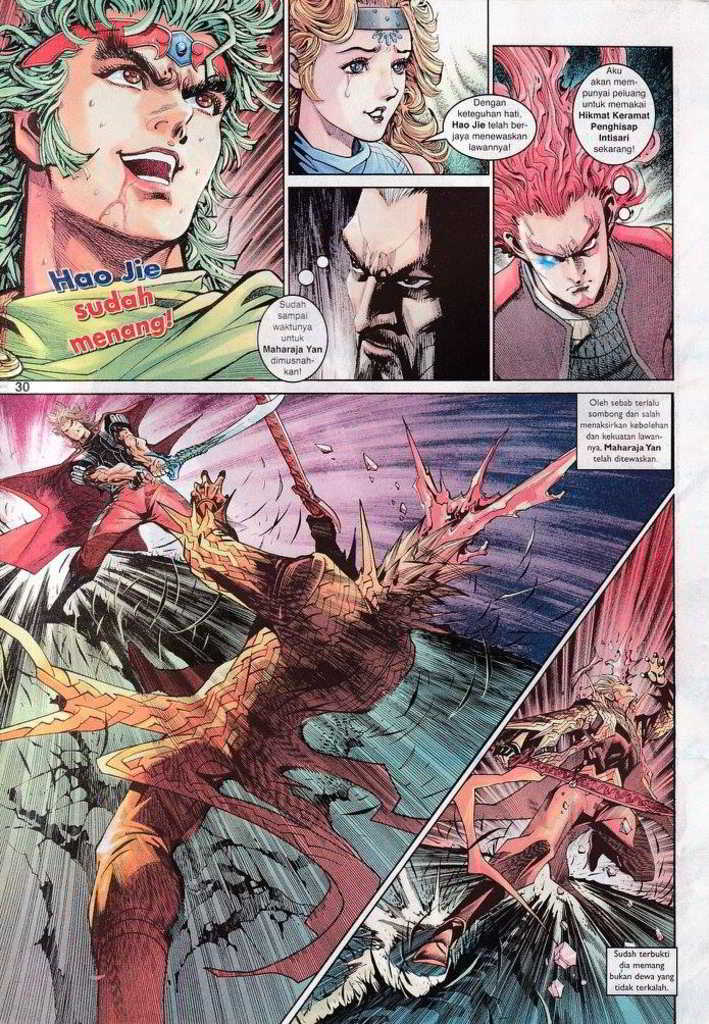 Hao Jie
sudah
menang!
Dengan
keteguhan hati,
Hao Jie telah ber-
jaya menewaskan
lawannya!
Sudah
sampai
waktunya
untuk
Maharaja Yan
dimusnah-
kan!
Aku
akan mem-
punyai peluang
untuk memakai
Hikmat Keramat
Penghisap
Intisari
sekarang!
30
Oleh sebab terlalu
sombong dan salah
menaksirkan kebolehan
dan kekuatan lawan-
nya, Maharaja Yan
telah ditewaskan.
Sudah terbukti
dia memang
bukan dewa yang
tidak terkalah.